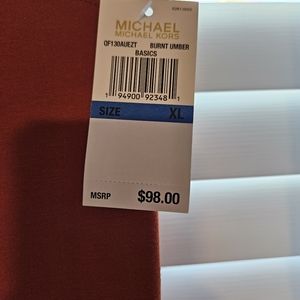 MICHAEL
MICHAEL KORS
QF130AUEZT BURNT UMBER
BASICS
1 94900 92348 1
SIZE XL
MSRP $98.00